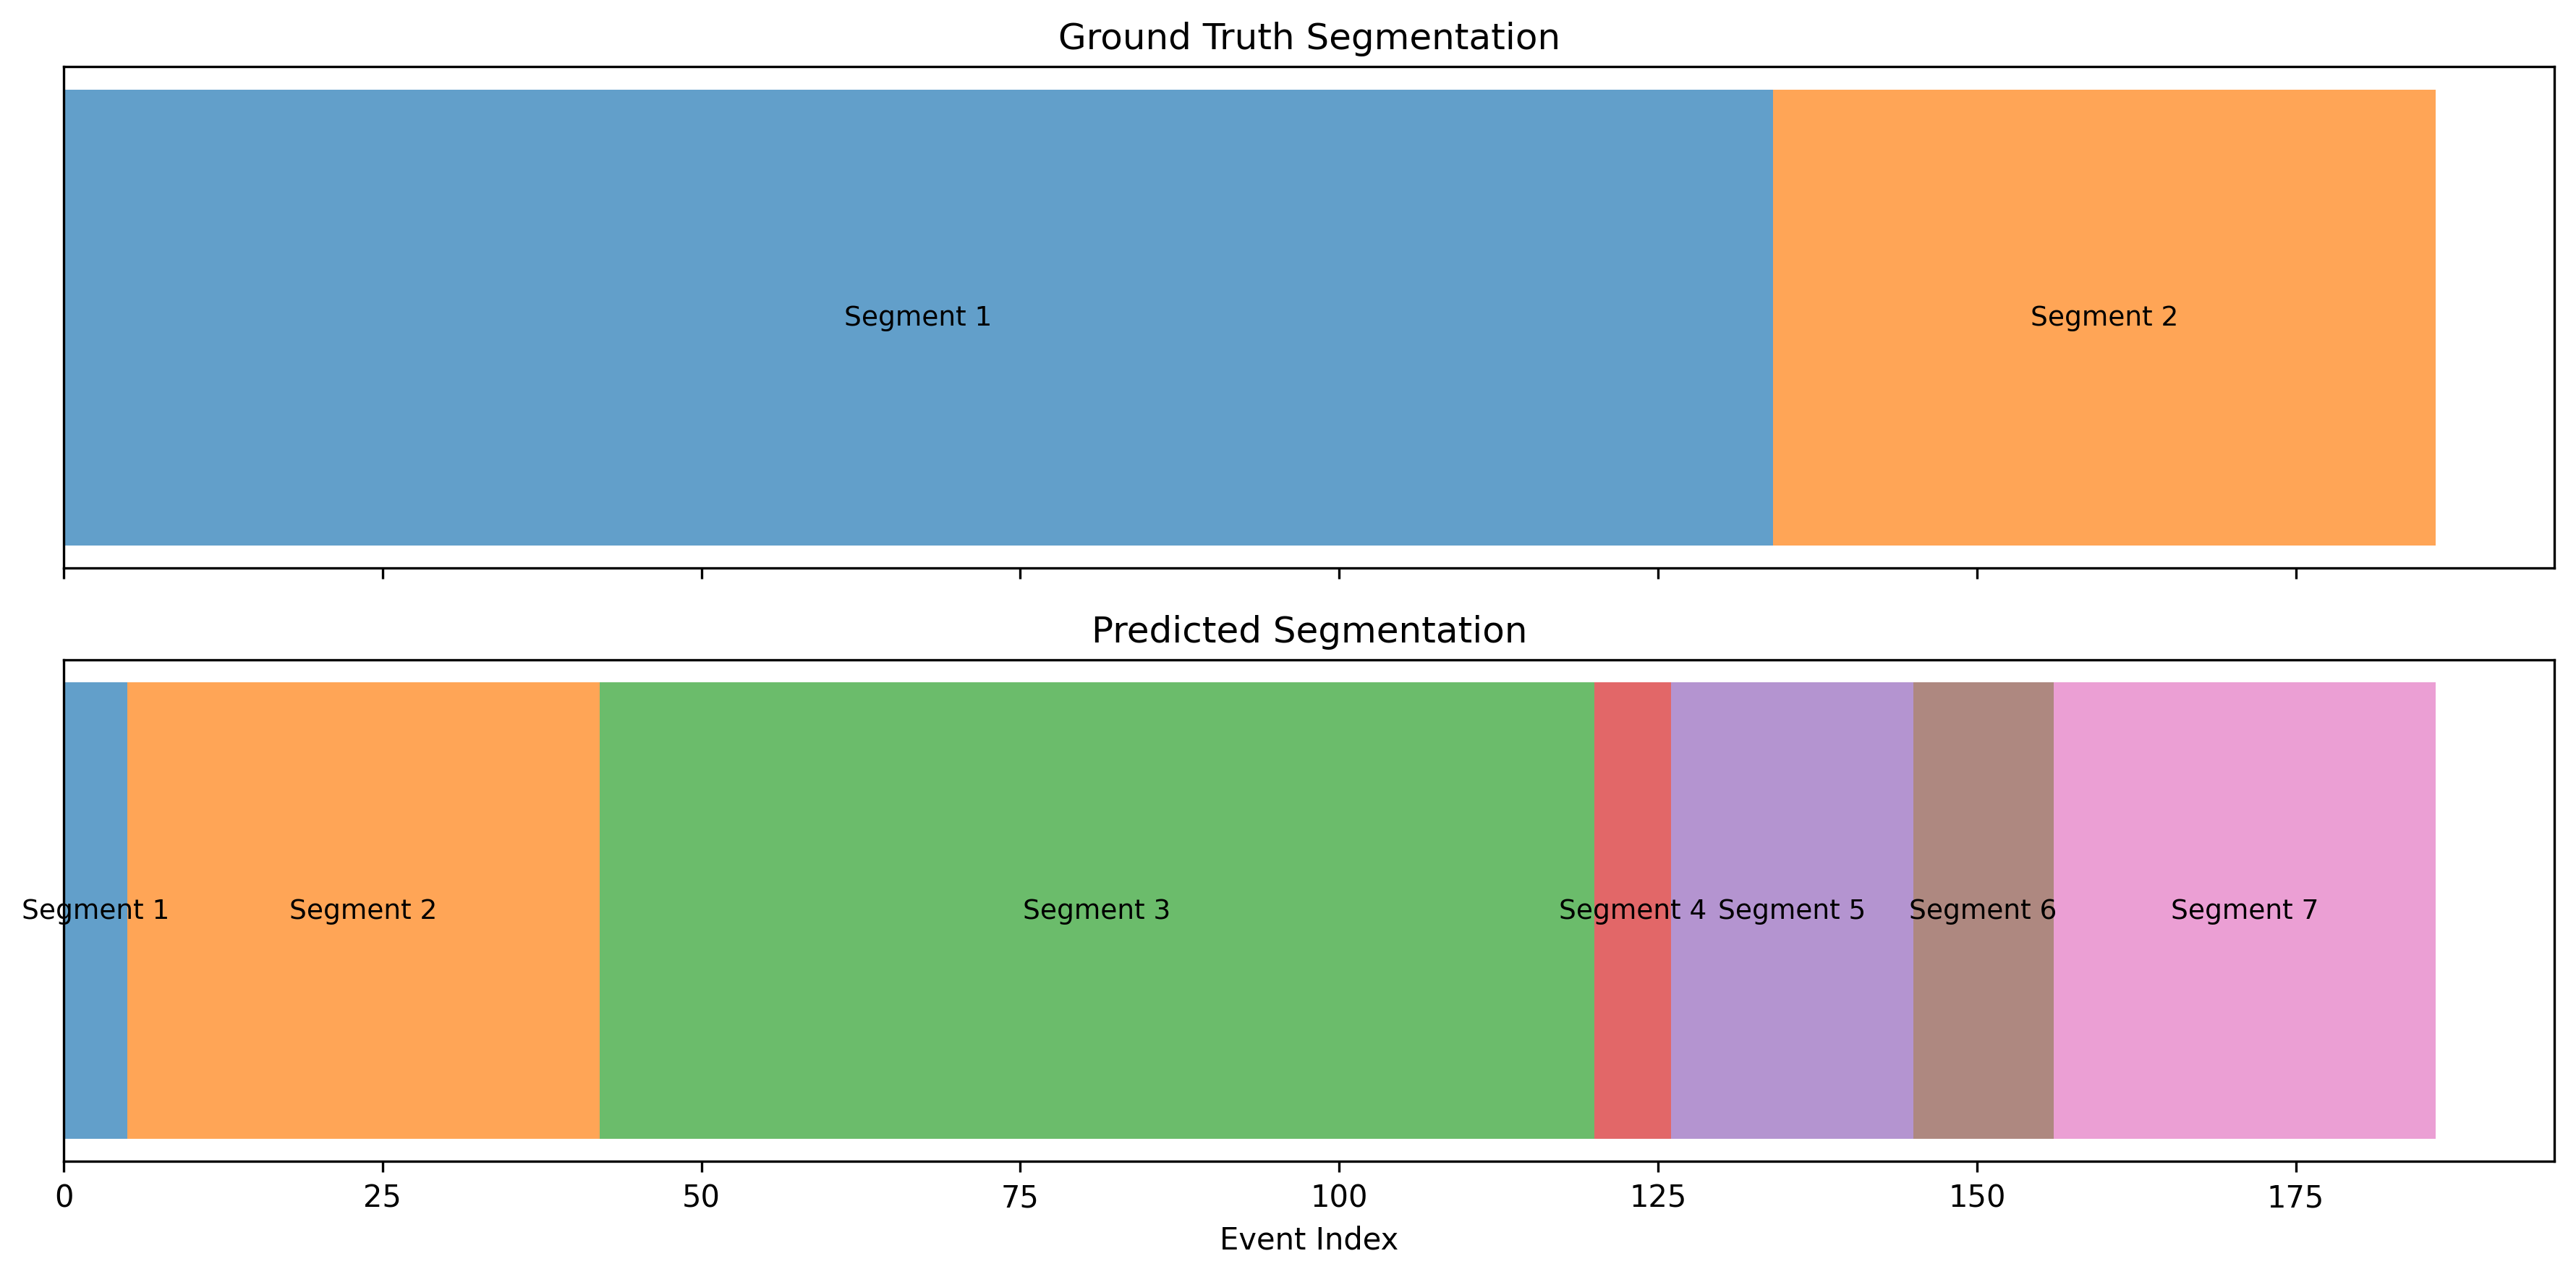 Ground Truth Segmentation
Segment 1 Segment 2
Predicted Segmentation
Segment 1 Segment 2 Segment 3 Segment 4 Segment 5 Segment 6 Segment 7
0 25 50 75 100 125 150 175
Event Index